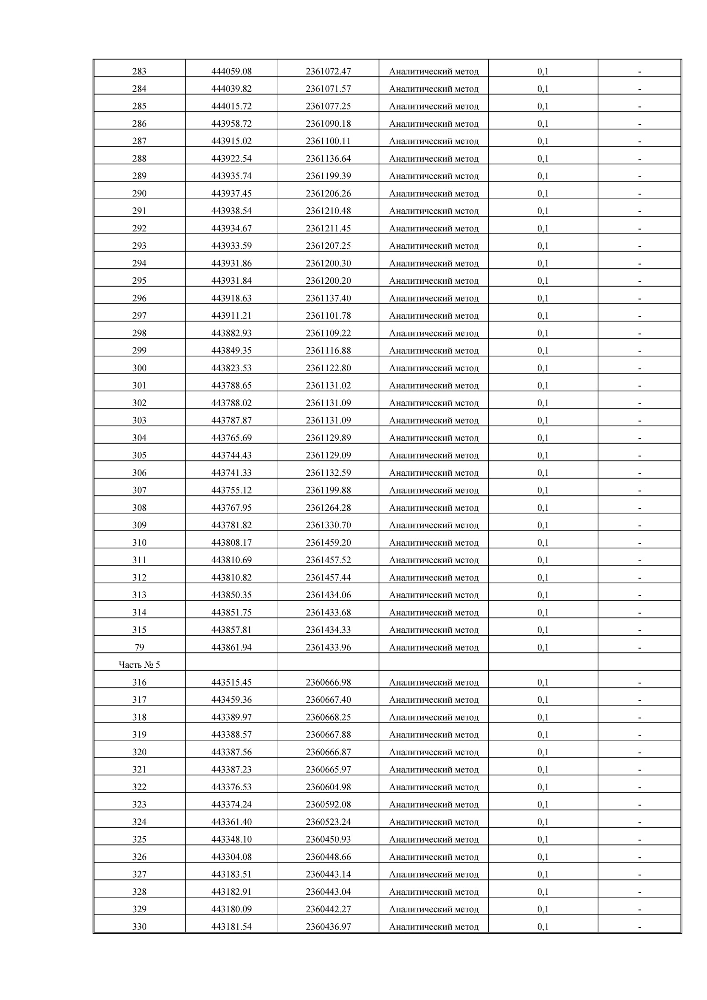 283 444059.08 2361072.47 Аналитический метод 0,1 -
284 444039.82 2361071.57 Аналитический метод 0,1 -
285 444015.72 2361077.25 Аналитический метод 0,1 -
286 443958.72 2361090.18 Аналитический метод 0,1 -
287 443915.02 2361100.11 Аналитический метод 0,1 -
288 443922.54 2361136.64 Аналитический метод 0,1 -
289 443935.74 2361199.39 Аналитический метод 0,1 -
290 443937.45 2361206.26 Аналитический метод 0,1 -
291 443938.54 2361210.48 Аналитический метод 0,1 -
292 443934.67 2361211.45 Аналитический метод 0,1 -
293 443933.59 2361207.25 Аналитический метод 0,1 -
294 443931.86 2361200.30 Аналитический метод 0,1 -
295 443931.84 2361200.20 Аналитический метод 0,1 -
296 443918.63 2361137.40 Аналитический метод 0,1 -
297 443911.21 2361101.78 Аналитический метод 0,1 -
298 443882.93 2361109.22 Аналитический метод 0,1 -
299 443849.35 2361116.88 Аналитический метод 0,1 -
300 443823.53 2361122.80 Аналитический метод 0,1 -
301 443788.65 2361131.02 Аналитический метод 0,1 -
302 443788.02 2361131.09 Аналитический метод 0,1 -
303 443787.87 2361131.09 Аналитический метод 0,1 -
304 443765.69 2361129.89 Аналитический метод 0,1 -
305 443744.43 2361129.09 Аналитический метод 0,1 -
306 443741.33 2361132.59 Аналитический метод 0,1 -
307 443755.12 2361199.88 Аналитический метод 0,1 -
308 443767.95 2361264.28 Аналитический метод 0,1 -
309 443781.82 2361330.70 Аналитический метод 0,1 -
310 443808.17 2361459.20 Аналитический метод 0,1 -
311 443810.69 2361457.52 Аналитический метод 0,1 -
312 443810.82 2361457.44 Аналитический метод 0,1 -
313 443850.35 2361434.06 Аналитический метод 0,1 -
314 443851.75 2361433.68 Аналитический метод 0,1 -
315 443857.81 2361434.33 Аналитический метод 0,1 -
79 443861.94 2361433.96 Аналитический метод 0,1 -
Часть № 5
316 443515.45 2360666.98 Аналитический метод 0,1 -
317 443459.36 2360667.40 Аналитический метод 0,1 -
318 443389.97 2360668.25 Аналитический метод 0,1 -
319 443388.57 2360667.88 Аналитический метод 0,1 -
320 443387.56 2360666.87 Аналитический метод 0,1 -
321 443387.23 2360665.97 Аналитический метод 0,1 -
322 443376.53 2360604.98 Аналитический метод 0,1 -
323 443374.24 2360592.08 Аналитический метод 0,1 -
324 443361.40 2360523.24 Аналитический метод 0,1 -
325 443348.10 2360450.93 Аналитический метод 0,1 -
326 443304.08 2360448.66 Аналитический метод 0,1 -
327 443183.51 2360443.14 Аналитический метод 0,1 -
328 443182.91 2360443.04 Аналитический метод 0,1 -
329 443180.09 2360442.27 Аналитический метод 0,1 -
330 443181.54 2360436.97 Аналитический метод 0,1 -